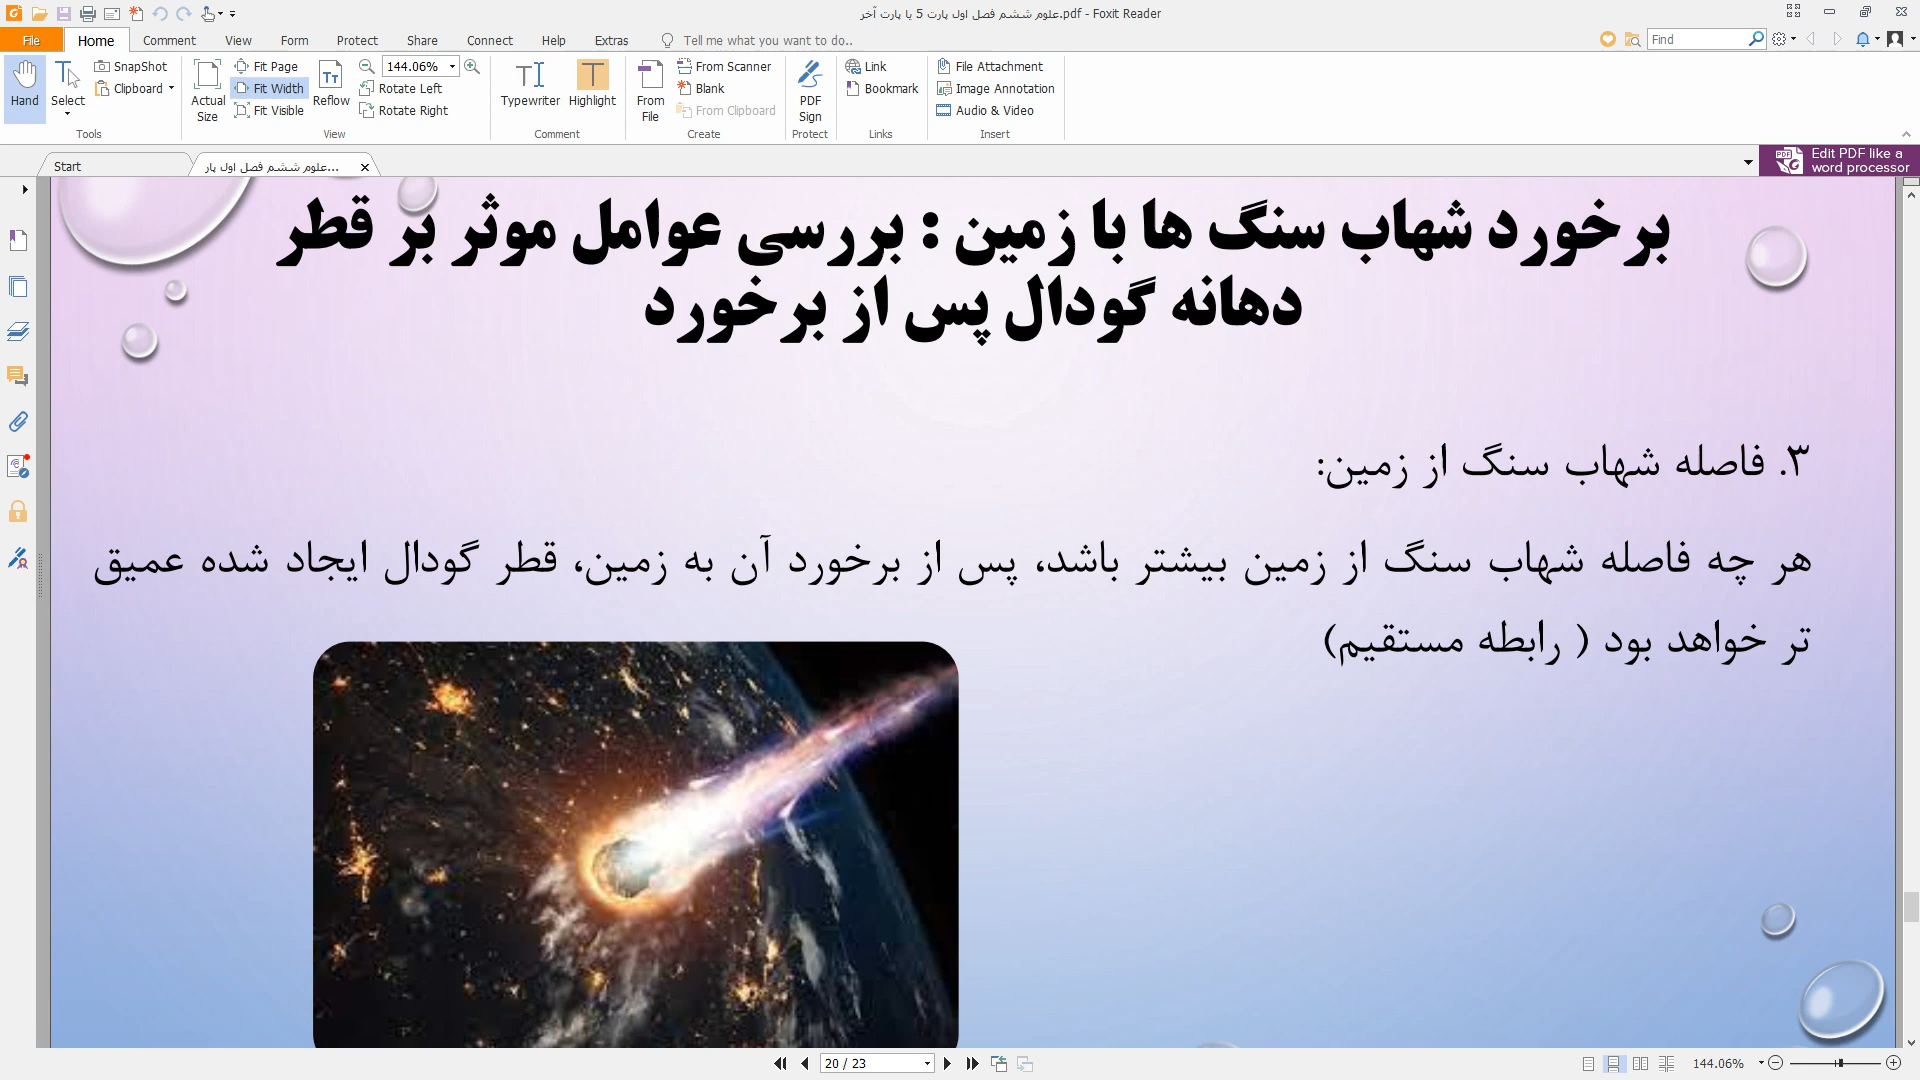 علوم ششم فصل اول پارت 5 یا پارت آخر.pdf - Foxit Reader
File Home Comment View Form Protect Share Connect Help Extras Tell me what you want to do.. Find
Hand
Select
SnapShot
Clipboard
Tools
Actual Size
Fit Page
Fit Width
Fit Visible
Reflow
144.06%
Rotate Left
Rotate Right
View
Typewriter
Highlight
Comment
From File
From Scanner
Blank
From Clipboard
Create
PDF Sign
Protect
Link
Bookmark
Links
File Attachment
Image Annotation
Audio & Video
Insert
Start
علوم ششم فصل اول پار...
Edit PDF like a
word processor
برخورد شهاب سنگ ها با زمین : بررسی عوامل موثر بر قطر
دهانه گودال پس از برخورد
۳. فاصله شهاب سنگ از زمین:
هر چه فاصله شهاب سنگ از زمین بیشتر باشد، پس از برخورد آن به زمین، قطر گودال ایجاد شده عمیق
تر خواهد بود ( رابطه مستقیم)
20 / 23
144.06%